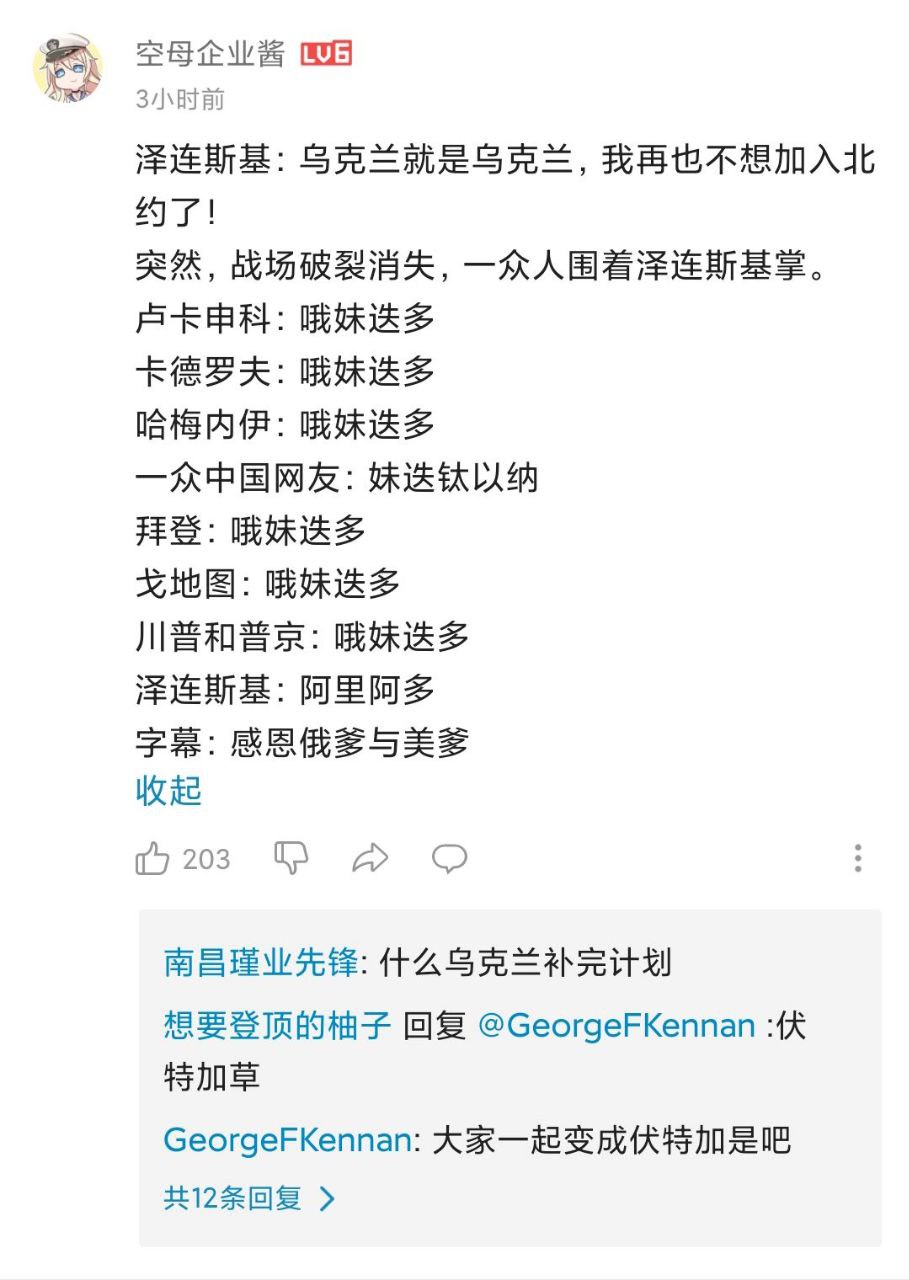 空母企业酱 LV6
3小时前
泽连斯基：乌克兰就是乌克兰，我再也不想加入北
约了！
突然，战场破裂消失，一众人围着泽连斯基掌。
卢卡申科：哦妹迭多
卡德罗夫：哦妹迭多
哈梅内伊：哦妹迭多
一众中国网友：妹迭钛以纳
拜登：哦妹迭多
戈地图：哦妹迭多
川普和普京：哦妹迭多
泽连斯基：阿里阿多
字幕：感恩俄爹与美爹
收起
203
南昌瑾业先锋: 什么乌克兰补完计划
想要登顶的柚子 回复 @GeorgeFKennan :伏
特加草
GeorgeFKennan: 大家一起变成伏特加是吧
共12条回复 >